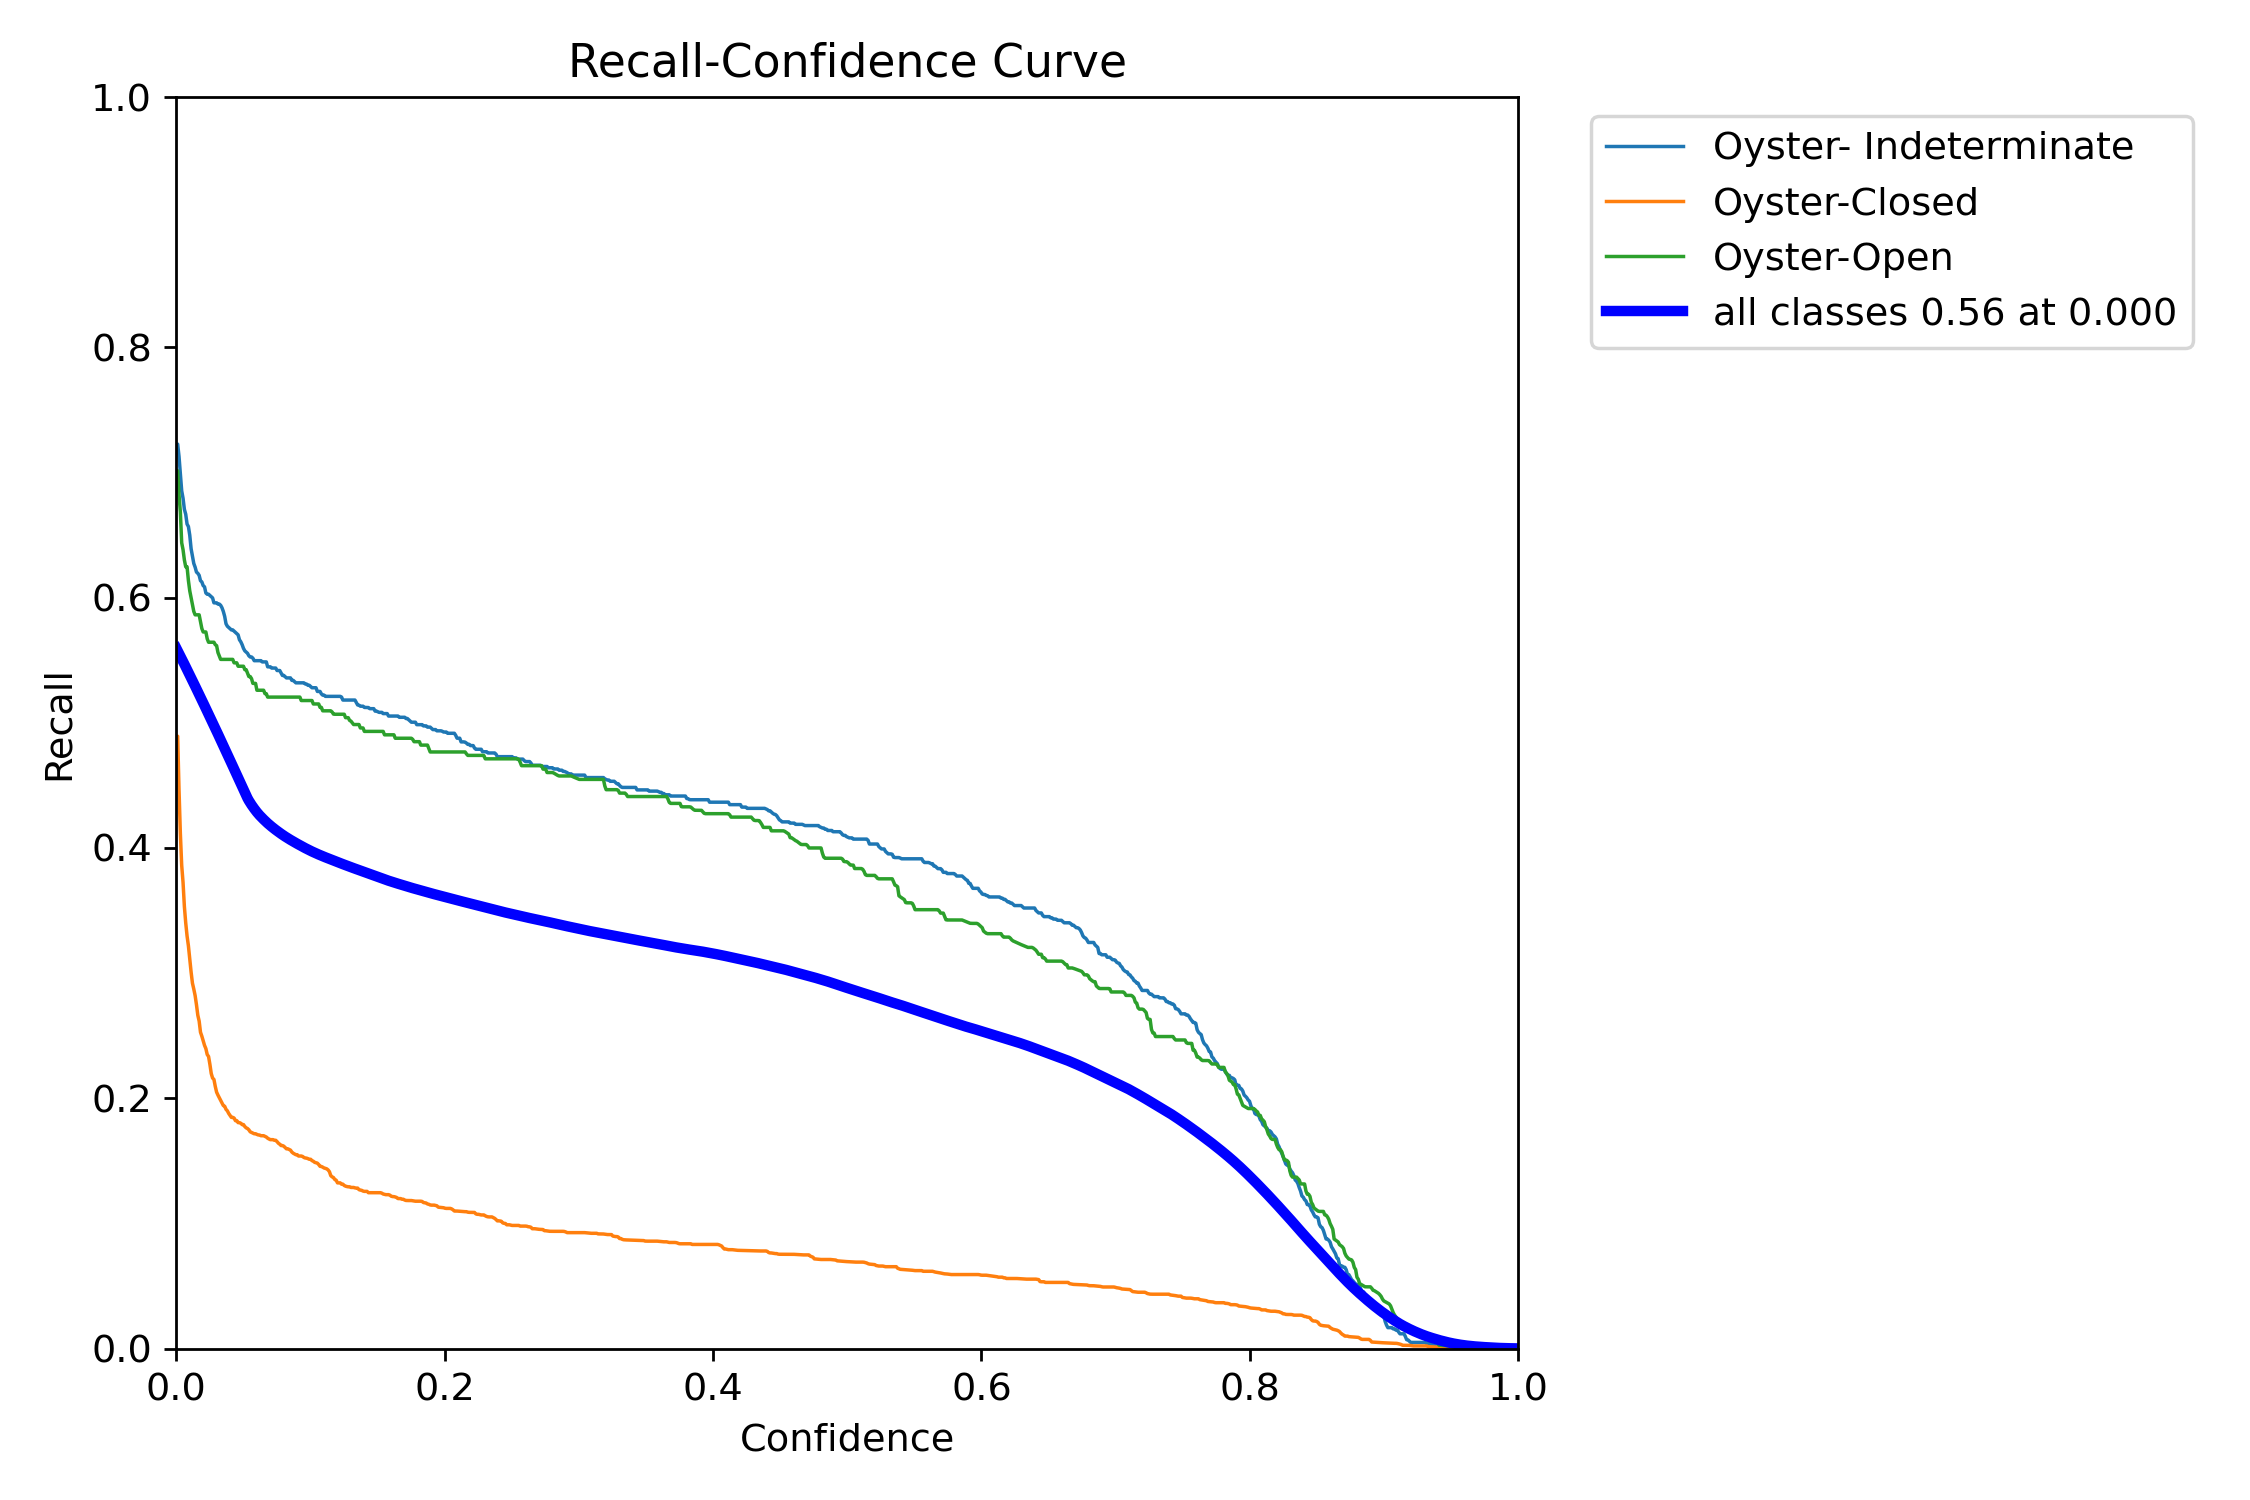 Recall-Confidence Curve
1.0
0.8
0.6
0.4
0.2
0.0
Recall
0.0 0.2 0.4 0.6 0.8 1.0
Confidence
Oyster- Indeterminate
Oyster-Closed
Oyster-Open
all classes 0.56 at 0.000